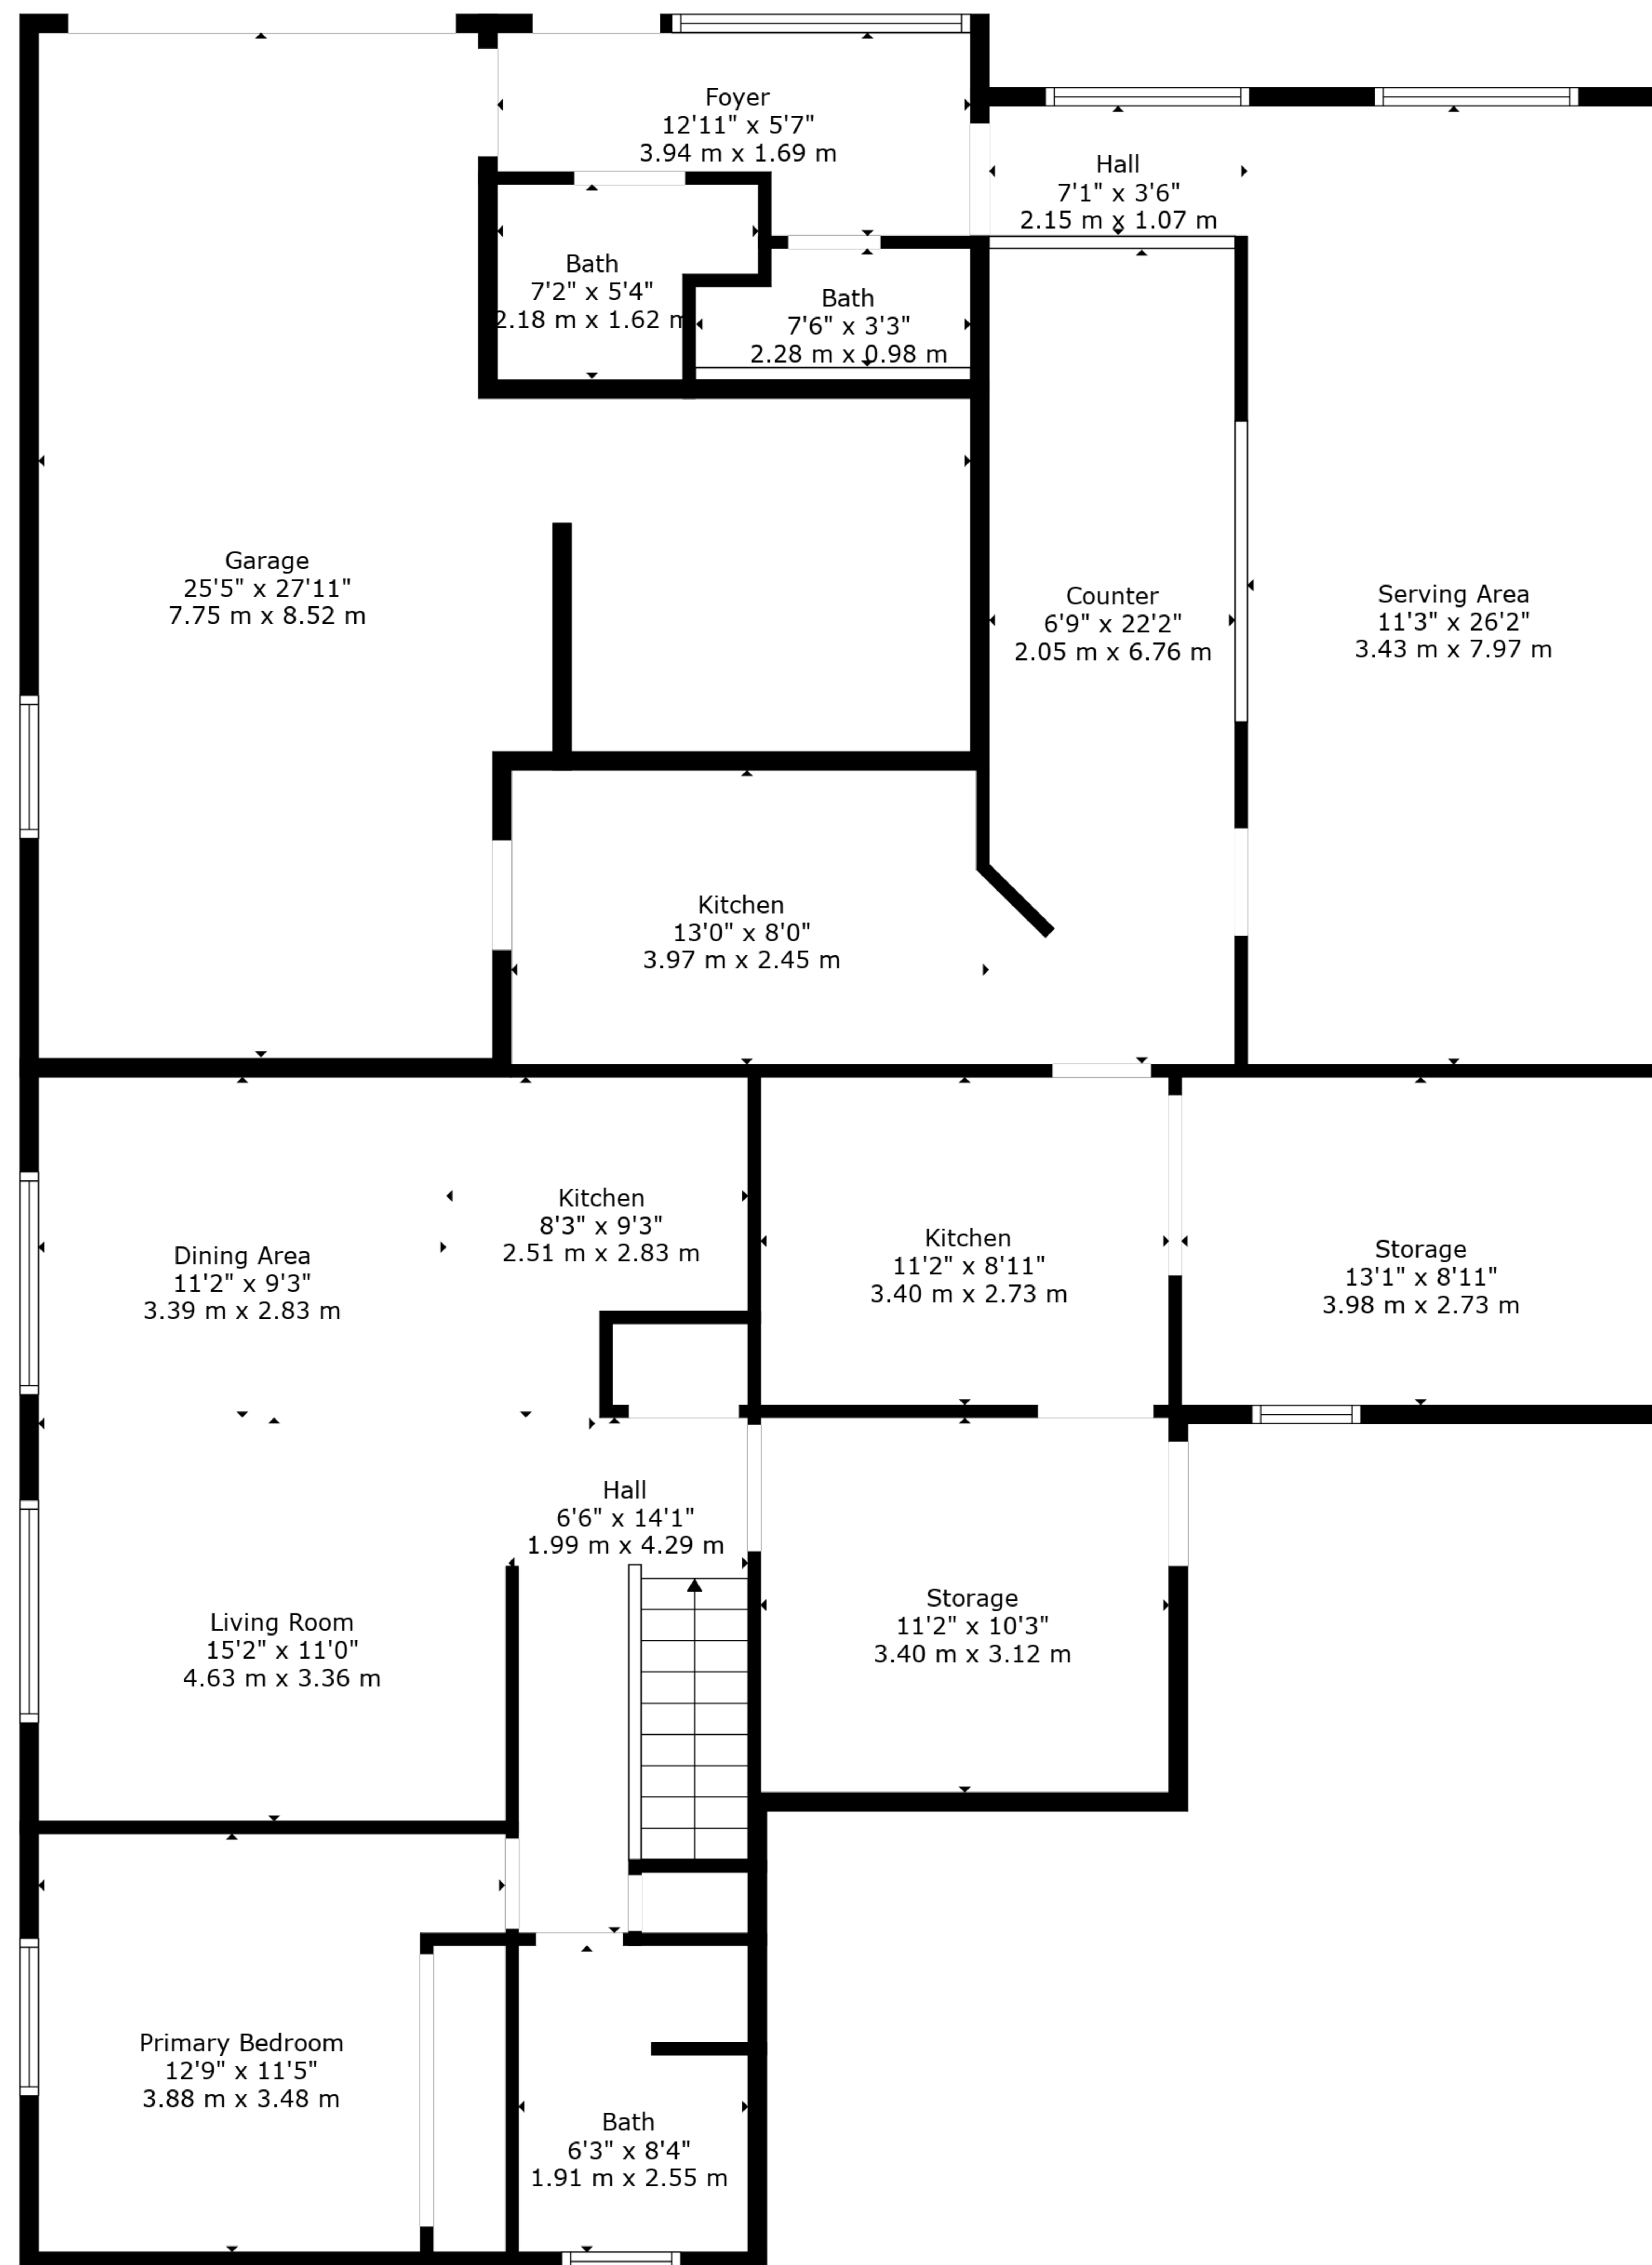 Foyer
12'11" x 5'7"
3.94 m x 1.69 m
Hall
7'1" x 3'6"
2.15 m x 1.07 m
Bath
7'2" x 5'4"
2.18 m x 1.62 m
Bath
7'6" x 3'3"
2.28 m x 0.98 m
Garage
25'5" x 27'11"
7.75 m x 8.52 m
Counter
6'9" x 22'2"
2.05 m x 6.76 m
Serving Area
11'3" x 26'2"
3.43 m x 7.97 m
Kitchen
13'0" x 8'0"
3.97 m x 2.45 m
Dining Area
11'2" x 9'3"
3.39 m x 2.83 m
Kitchen
8'3" x 9'3"
2.51 m x 2.83 m
Kitchen
11'2" x 8'11"
3.40 m x 2.73 m
Storage
13'1" x 8'11"
3.98 m x 2.73 m
Hall
6'6" x 14'1"
1.99 m x 4.29 m
Living Room
15'2" x 11'0"
4.63 m x 3.36 m
Storage
11'2" x 10'3"
3.40 m x 3.12 m
Primary Bedroom
12'9" x 11'5"
3.88 m x 3.48 m
Bath
6'3" x 8'4"
1.91 m x 2.55 m